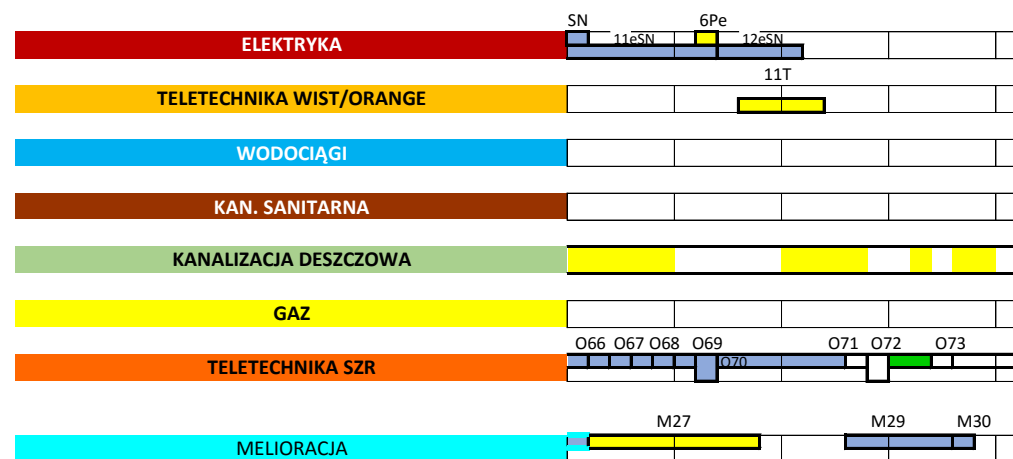 SN 6Pe
ELEKTRYKA 11eSN 12eSN
11T
TELETECHNIKA WIST/ORANGE
WODOCIĄGI
KAN. SANITARNA
KANALIZACJA DESZCZOWA
GAZ
O66 O67 O68 O69 O71 O72 O73
TELETECHNIKA SZR O70
M27 M29 M30
MELIORACJA